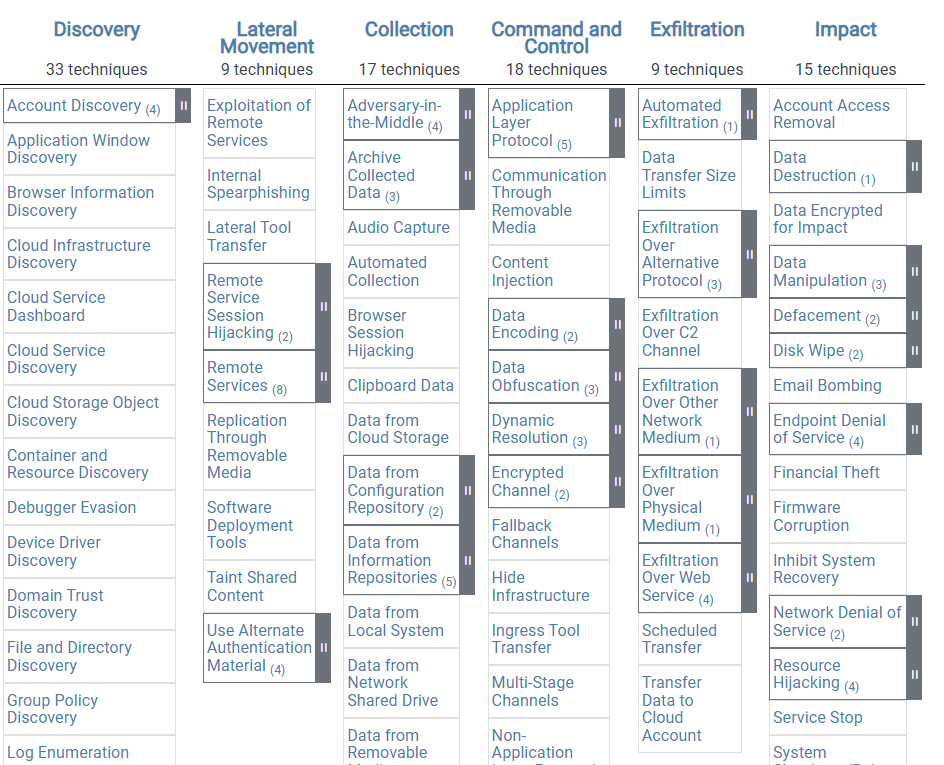 Discovery
33 techniques
Account Discovery (4)
Application Window
Discovery
Browser Information
Discovery
Cloud Infrastructure
Discovery
Cloud Service
Dashboard
Cloud Service
Discovery
Cloud Storage Object
Discovery
Container and
Resource Discovery
Debugger Evasion
Device Driver
Discovery
Domain Trust
Discovery
File and Directory
Discovery
Group Policy
Discovery
Log Enumeration
Lateral
Movement
9 techniques
Exploitation of
Remote
Services
Internal
Spearphishing
Lateral Tool
Transfer
Remote
Service
Session
Hijacking (2)
Remote
Services (8)
Replication
Through
Removable
Media
Software
Deployment
Tools
Taint Shared
Content
Use Alternate
Authentication
Material (4)
Collection
17 techniques
Adversary-in-
the-Middle (4)
Archive
Collected
Data (3)
Audio Capture
Automated
Collection
Browser
Session
Hijacking
Clipboard Data
Data from
Cloud Storage
Data from
Configuration
Repository (2)
Data from
Information
Repositories (5)
Data from
Local System
Data from
Network
Shared Drive
Data from
Removable
Command and
Control
18 techniques
Application
Layer
Protocol (5)
Communication
Through
Removable
Media
Content
Injection
Data
Encoding (2)
Data
Obfuscation (3)
Dynamic
Resolution (3)
Encrypted
Channel (2)
Fallback
Channels
Hide
Infrastructure
Ingress Tool
Transfer
Multi-Stage
Channels
Non-
Application
Exfiltration
9 techniques
Automated
Exfiltration (1)
Data
Transfer Size
Limits
Exfiltration
Over
Alternative
Protocol (3)
Exfiltration
Over C2
Channel
Exfiltration
Over Other
Network
Medium (1)
Exfiltration
Over
Physical
Medium (1)
Exfiltration
Over Web
Service (4)
Scheduled
Transfer
Transfer
Data to
Cloud
Account
Impact
15 techniques
Account Access
Removal
Data
Destruction (1)
Data Encrypted
for Impact
Data
Manipulation (3)
Defacement (2)
Disk Wipe (2)
Email Bombing
Endpoint Denial
of Service (4)
Financial Theft
Firmware
Corruption
Inhibit System
Recovery
Network Denial of
Service (2)
Resource
Hijacking (4)
Service Stop
System